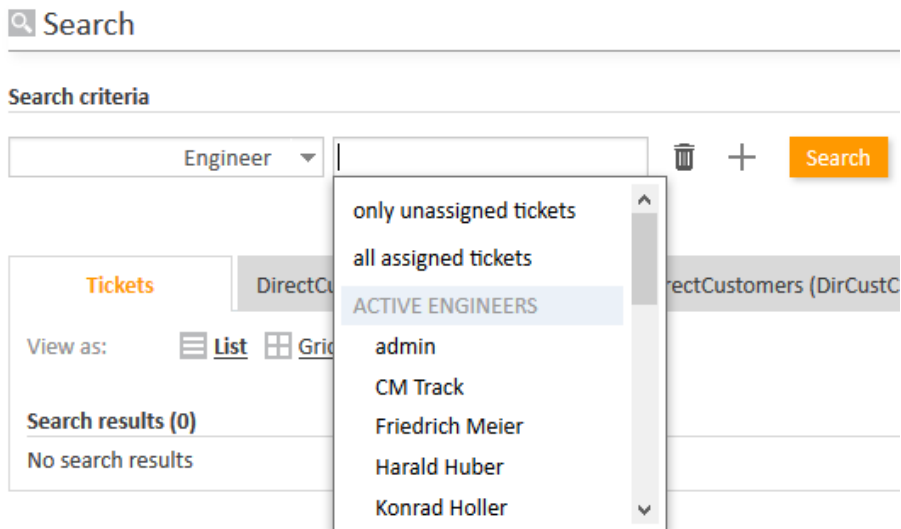 Search
Search criteria
Engineer
Search
only unassigned tickets
all assigned tickets
ACTIVE ENGINEERS
admin
CM Track
Friedrich Meier
Harald Huber
Konrad Holler
Tickets
View as: List
Search results (0)
No search results